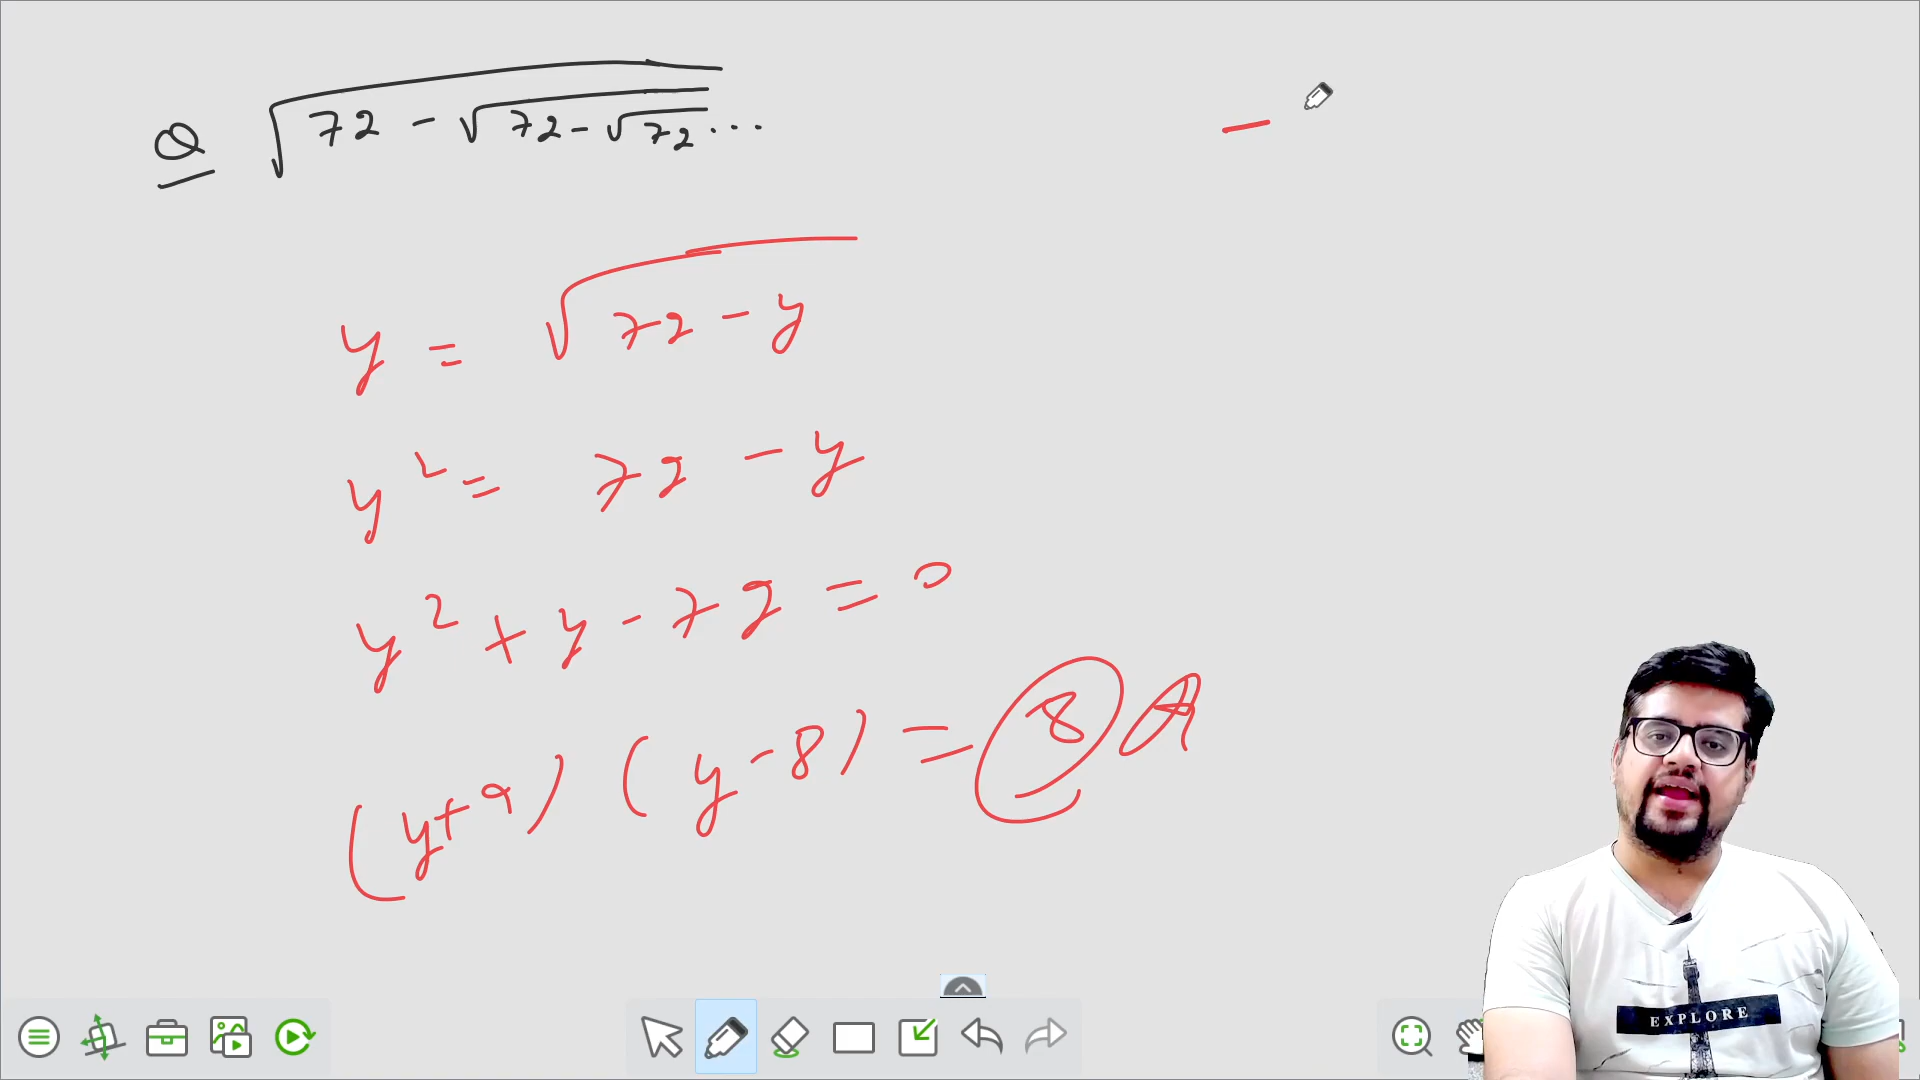 Q √72 - √72 - √72 ...
y = √72 - y
y² = 72 - y
y² + y - 72 = 0
(y+9) (y-8) = 8 A
EXPLORE